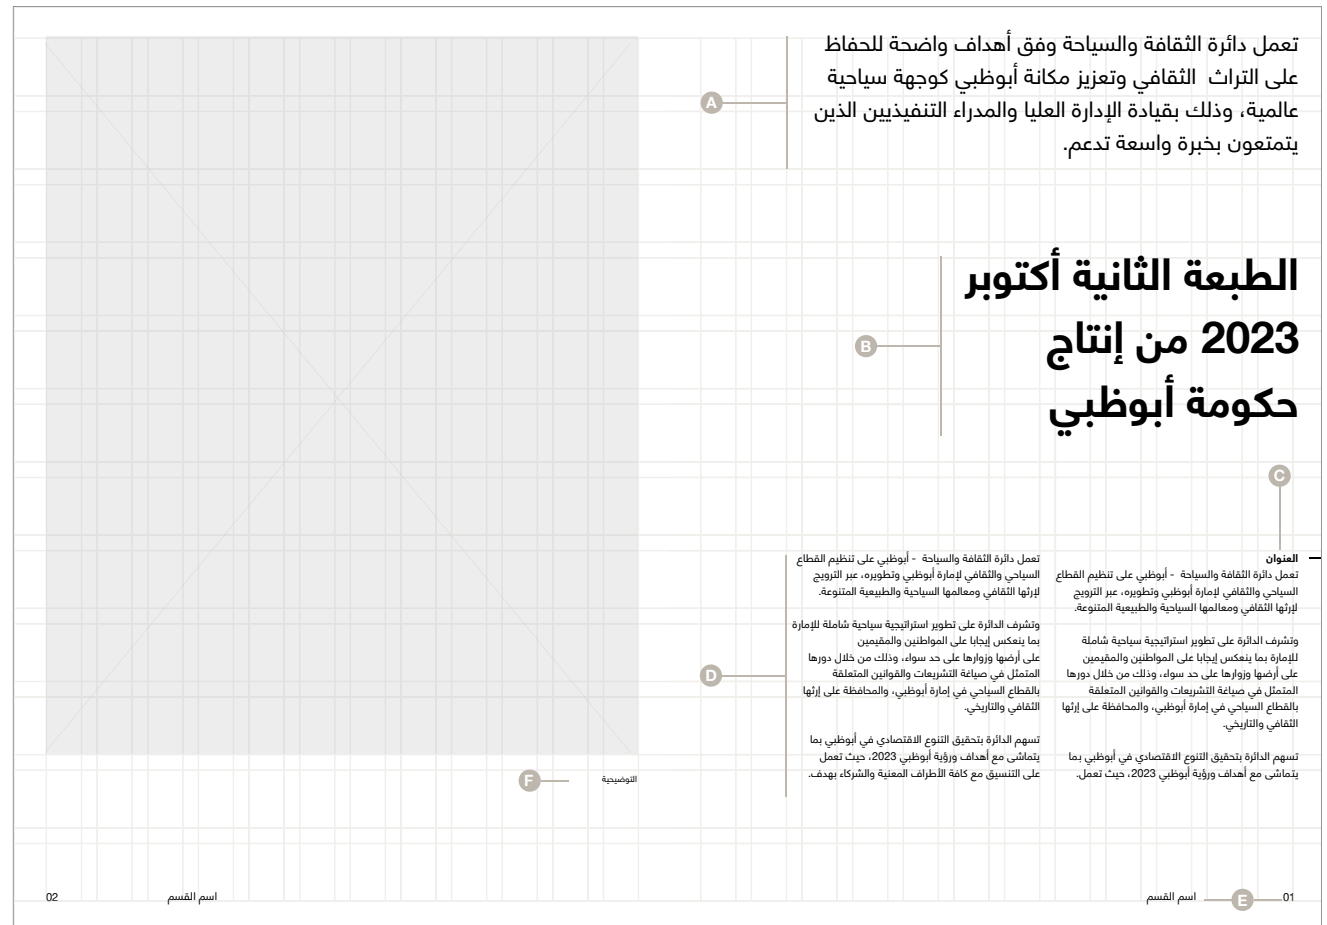 تعمل دائرة الثقافة والسياحة وفق أهداف واضحة للحفاظ
على التراث الثقافي وتعزيز مكانة أبوظبي كوجهة سياحية
عالمية، وذلك بقيادة الإدارة العليا والمدراء التنفيذيين الذين
يتمتعون بخبرة واسعة تدعم.
A
الطبعة الثانية أكتوبر
2023 من إنتاج
حكومة أبوظبي
B
C
العنوان
تعمل دائرة الثقافة والسياحة - أبوظبي على تنظيم القطاع
السياحي والثقافي لإمارة أبوظبي وتطويره، عبر الترويج
لإرثها الثقافي ومعالمها السياحية والطبيعية المتنوعة.
وتشرف الدائرة على تطوير استراتيجية سياحية شاملة
للإمارة بما ينعكس إيجابا على المواطنين والمقيمين
على أرضها وزوارها على حد سواء، وذلك من خلال دورها
المتمثل في صياغة التشريعات والقوانين المتعلقة
بالقطاع السياحي في إمارة أبوظبي، والمحافظة على إرثها
الثقافي والتاريخي.
تسهم الدائرة بتحقيق التنوع الاقتصادي في أبوظبي بما
يتماشى مع أهداف ورؤية أبوظبي 2023، حيث تعمل.
تعمل دائرة الثقافة والسياحة - أبوظبي على تنظيم القطاع
السياحي والثقافي لإمارة أبوظبي وتطويره، عبر الترويج
لإرثها الثقافي ومعالمها السياحية والطبيعية المتنوعة.
وتشرف الدائرة على تطوير استراتيجية سياحية شاملة للإمارة
بما ينعكس إيجابا على المواطنين والمقيمين
على أرضها وزوارها على حد سواء، وذلك من خلال دورها
المتمثل في صياغة التشريعات والقوانين المتعلقة
بالقطاع السياحي في إمارة أبوظبي، والمحافظة على إرثها
الثقافي والتاريخي.
تسهم الدائرة بتحقيق التنوع الاقتصادي في أبوظبي بما
يتماشى مع أهداف ورؤية أبوظبي 2023، حيث تعمل
على التنسيق مع كافة الأطراف المعنية والشركاء بهدف.
D
التوضيحية
F
01
E
اسم القسم
اسم القسم
02